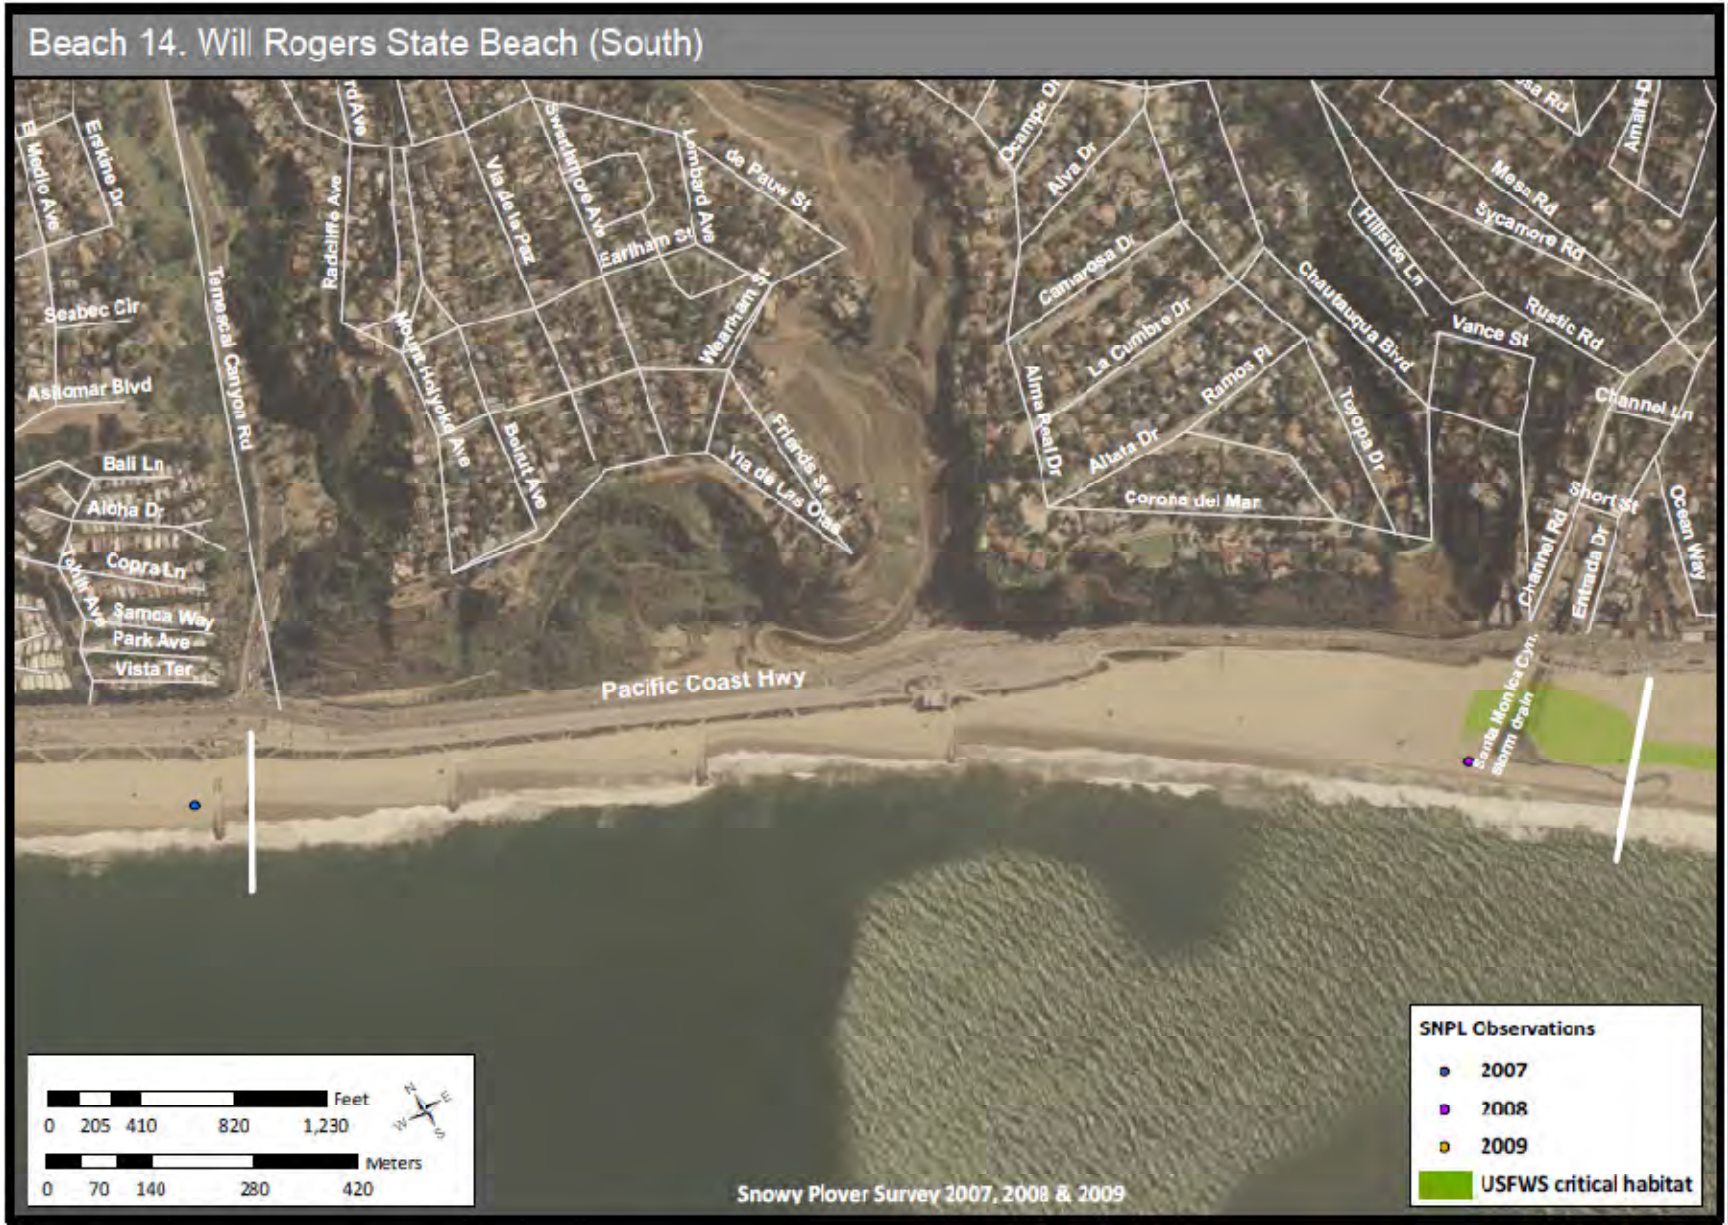 Beach 14. Will Rogers State Beach (South)
El Medio Ave
Erskine Dr
rd Ave
Radcliffe Ave
Temescal Canyon Rd
Via de la Paz
Swarthmore Ave
Lombard Ave
de Pauw St
Earlham St
Ocampo Dr
Alva Dr
Mesa Rd
Sycamore Rd
Hillside Ln
Camarosa Dr
Chautauqua Blvd
Seabec Cir
Mount Holyoke Ave
La Cumbre Dr
Vance St
Rustic Rd
Asilomar Blvd
Alma Real Dr
Ramos Pl
Toyopa Dr
Channel Ln
Bali Ln
Beirut Ave
Friends St
Via de Las Olas
Altata Dr
Corona del Mar
Short St
Ocean Way
Aloha Dr
Copra Ln
Tahiti Ave
Samoa Way
Park Ave
Vista Ter
Channel Rd
Entrada Dr
Pacific Coast Hwy
Santa Monica Cyn.
Storm drain
SNPL Observations
2007
2008
2009
USFWS critical habitat
Feet
0 205 410 820 1,230
N
E
W
S
Meters
0 70 140 280 420
Snowy Plover Survey 2007, 2008 & 2009